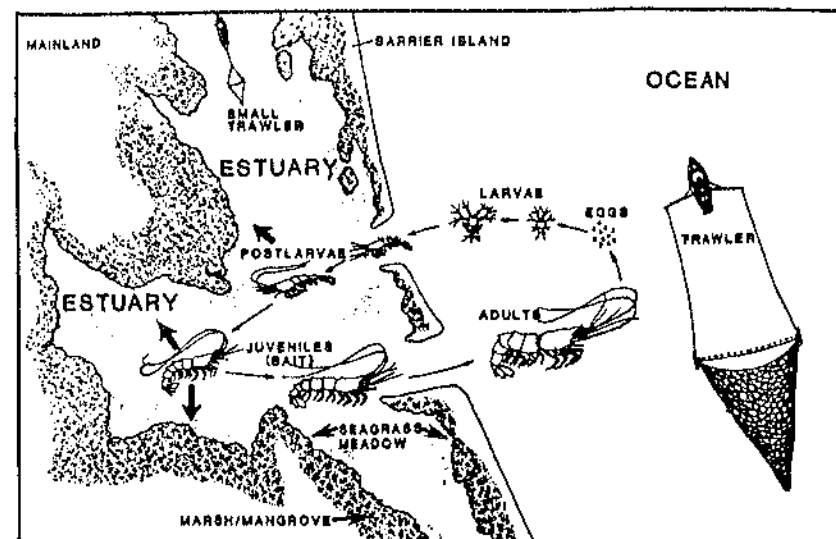 MAINLAND
BARRIER ISLAND
OCEAN
SMALL
TRAWLER
ESTUARY
LARVAE
EGGS
TRAWLER
POSTLARVAE
ESTUARY
ADULTS
JUVENILES
(BAIT)
SEAGRASS
MEADOW
MARSH/MANGROVE